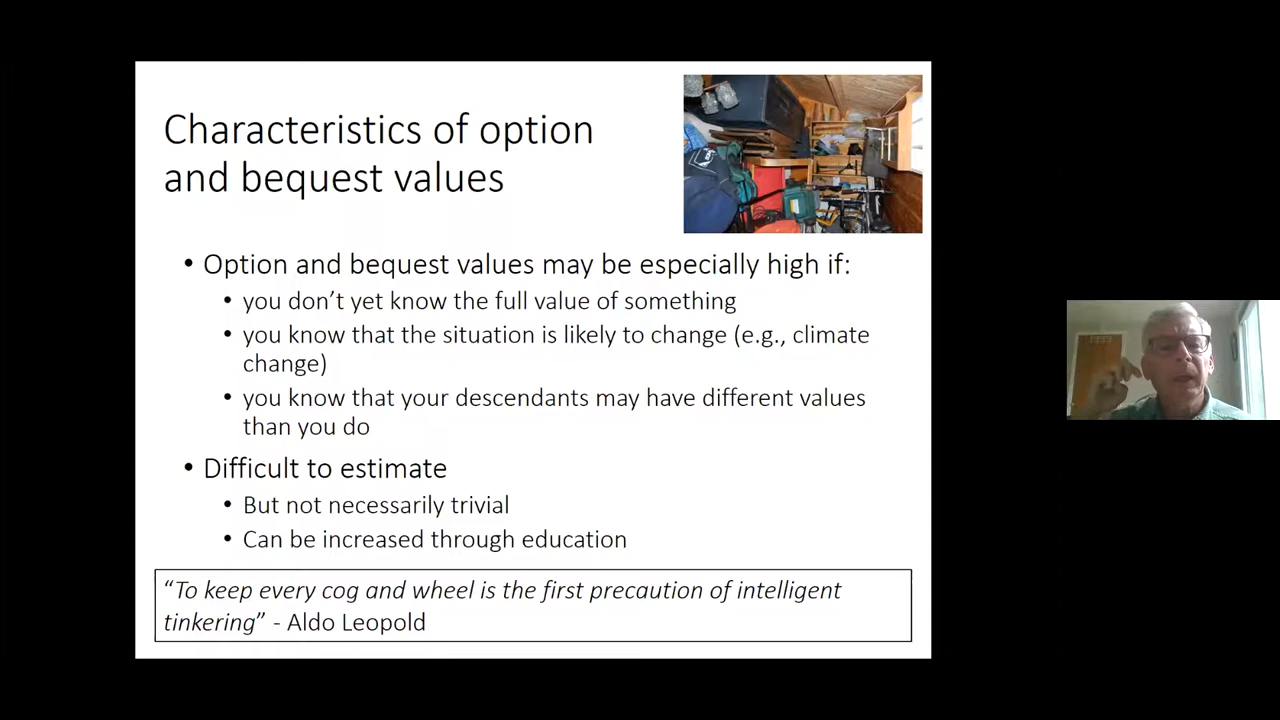 Characteristics of option
and bequest values
• Option and bequest values may be especially high if:
• you don’t yet know the full value of something
• you know that the situation is likely to change (e.g., climate
change)
• you know that your descendants may have different values
than you do
• Difficult to estimate
• But not necessarily trivial
• Can be increased through education
“To keep every cog and wheel is the first precaution of intelligent
tinkering” - Aldo Leopold